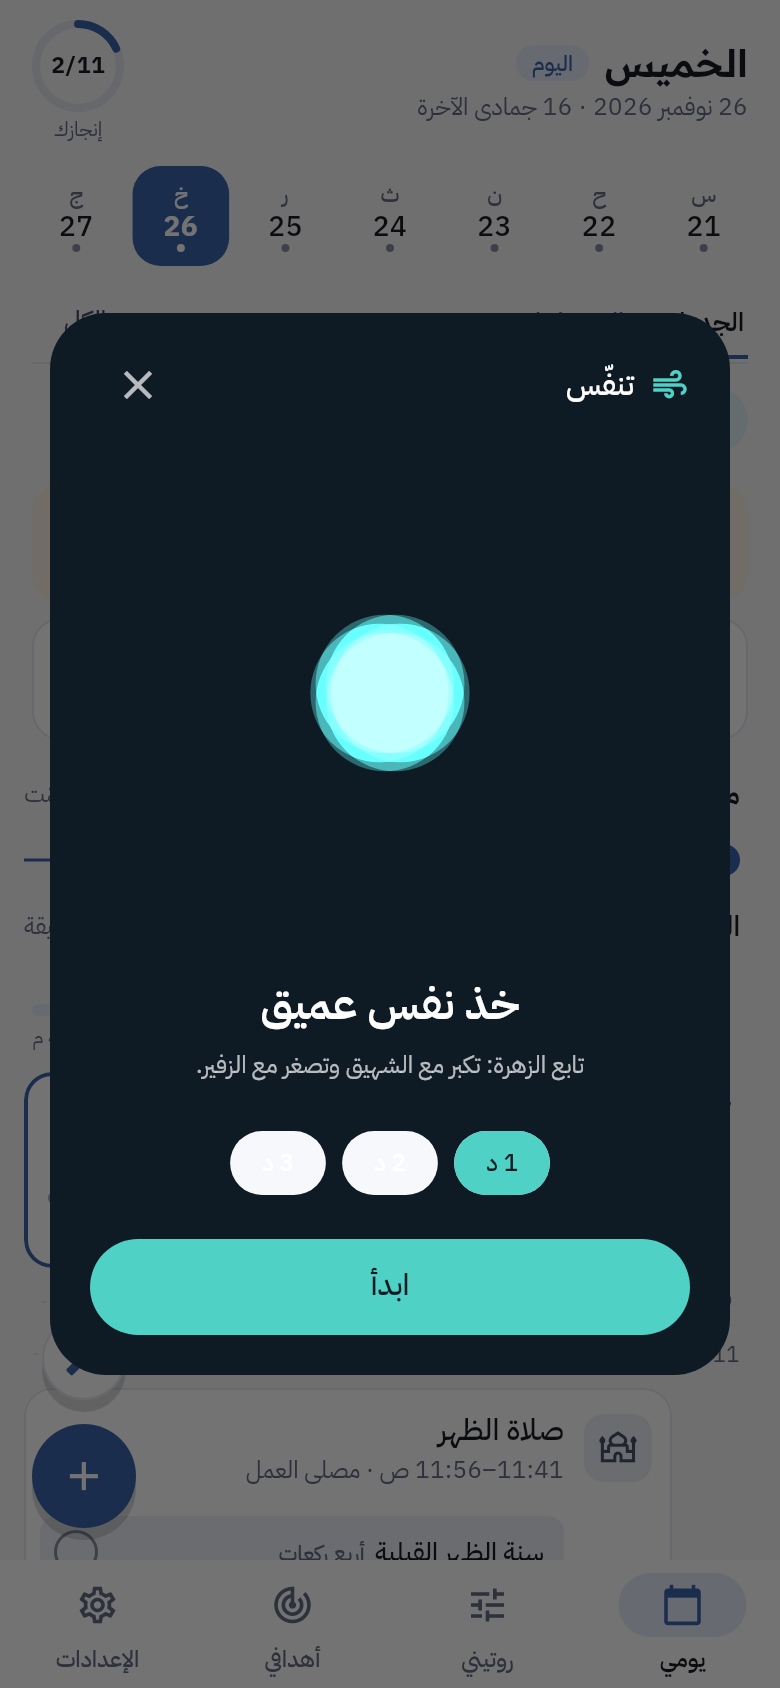 الخميس اليوم
26 نوفمبر 2026 · 16 جمادى الآخرة
2/11
إنجازك
س ح ن ث ر خ ج
21 22 23 24 25 26 27
تنفّس
خذ نفس عميق
تابع الزهرة: تكبر مع الشهيق وتصغر مع الزفير.
1 د 2 د 3 د
ابدأ
11
صلاة الظهر
11:41–11:56 ص · مصلى العمل
سنة الظهر القبلية أربع ركعات
يومي روتيني أهدافي الإعدادات